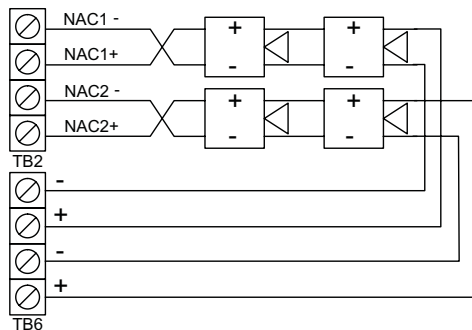 NAC1 -
+ +
NAC1+
- -
NAC2 -
+ +
NAC2+
- -
TB2
-
+
-
+
TB6